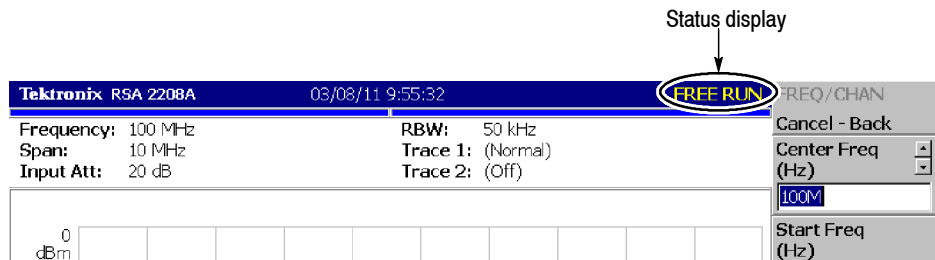 Status display
Tektronix RSA 2208A 03/08/11 9:55:32 FREE RUN FREQ/CHAN
Cancel - Back
Frequency: 100 MHz RBW: 50 kHz
Span: 10 MHz Trace 1: (Normal)
Input Att: 20 dB Trace 2: (Off)
Center Freq
(Hz)
100M
Start Freq
(Hz)
0
dBm